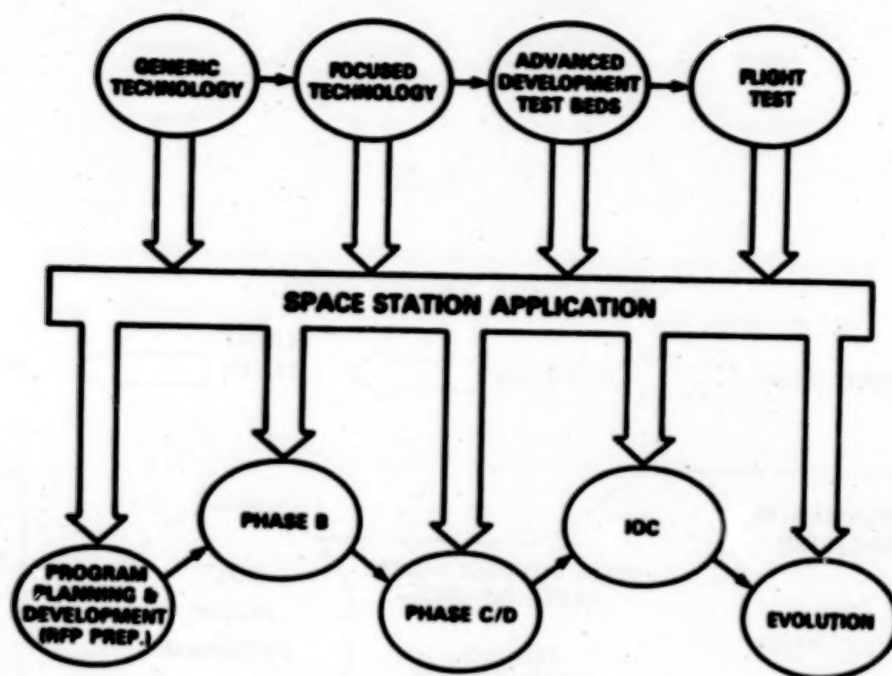 GENERIC
TECHNOLOGY
FOCUSED
TECHNOLOGY
ADVANCED
DEVELOPMENT
TEST BEDS
FLIGHT
TEST
SPACE STATION APPLICATION
PROGRAM
PLANNING &
DEVELOPMENT
(RFP PREP.)
PHASE B
PHASE C/D
IOC
EVOLUTION